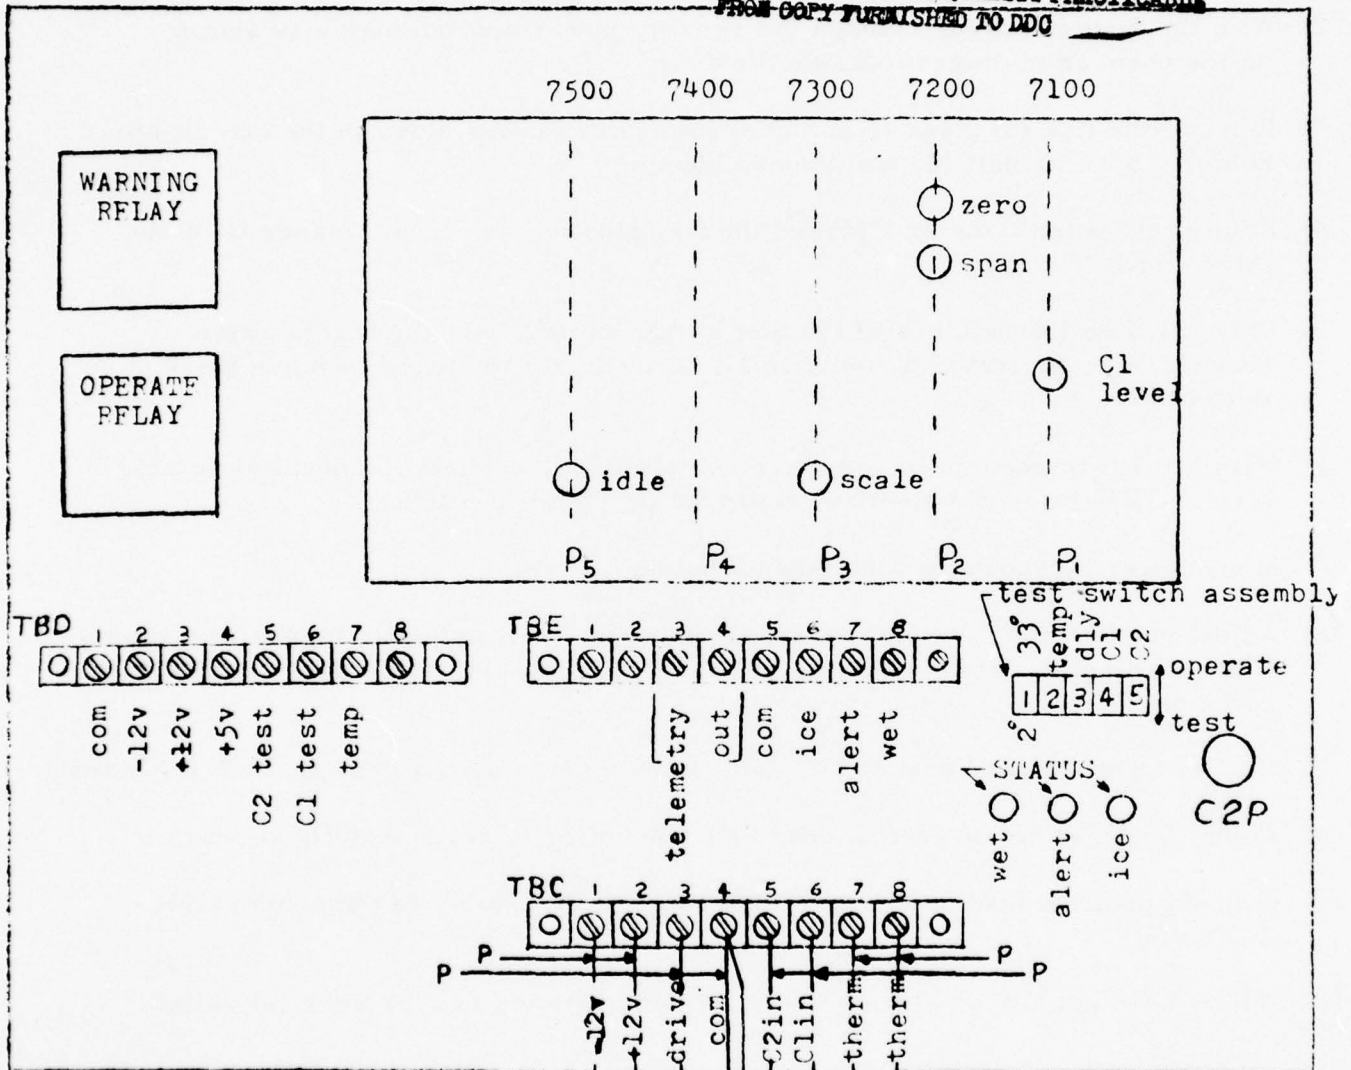 FROM COPY FURNISHED TO DDC
7500 7400 7300 7200 7100
WARNING
RFLAY
zero
span
OPERATE
RFLAY
C1
level
idle
scale
P5 P4 P3 P2 P1
test switch assembly
TBD 1 2 3 4 5 6 7 8
com
-12v
+12v
+5v
C2 test
C1 test
temp
TBE 1 2 3 4 5 6 7 8
telemetry out
com
ice
alert
wet
33°
temp
dly
C1
C2
operate
1 2 3 4 5
test
2°
STATUS
wet
alert
ice
C2P
TBC 1 2 3 4 5 6 7 8
P P
P P
-12v
+12v
drive
com
C2in
C1in
therm
therm